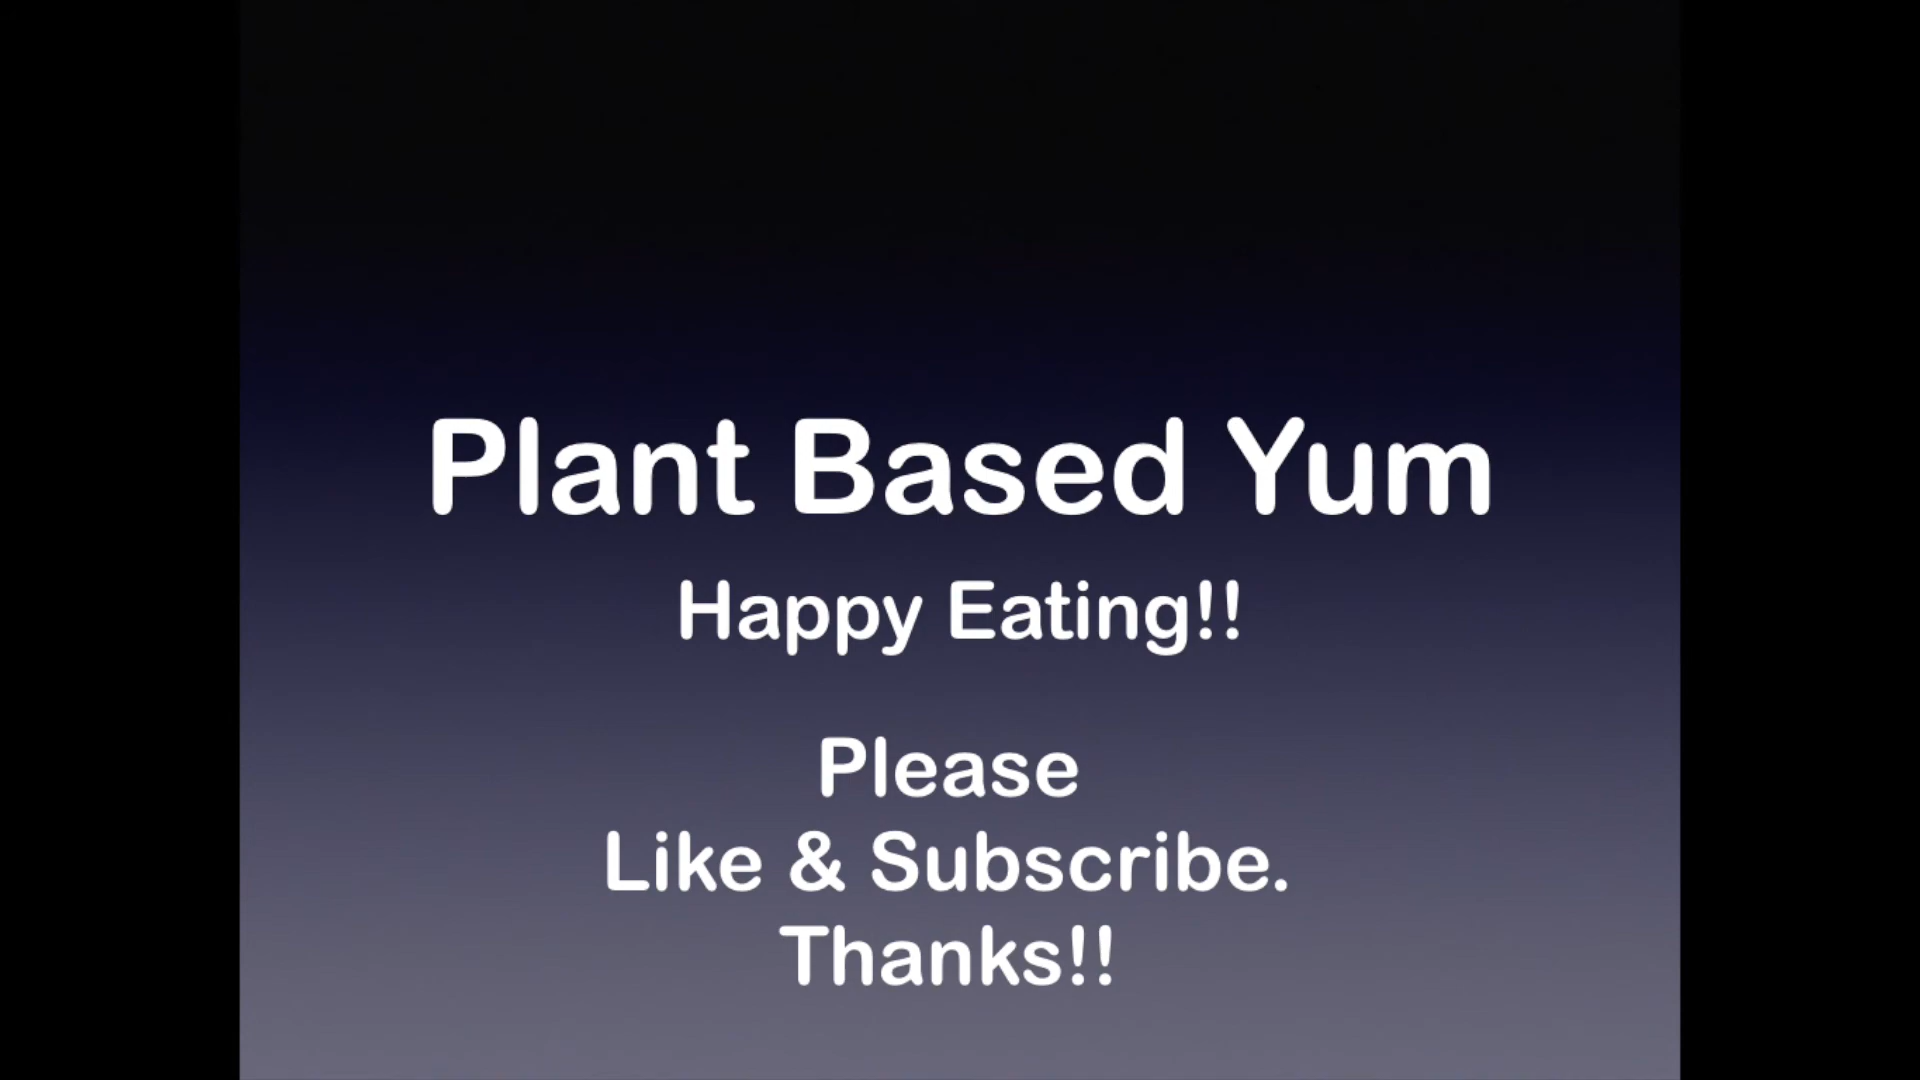 Plant Based Yum
Happy Eating!!
Please
Like & Subscribe.
Thanks!!